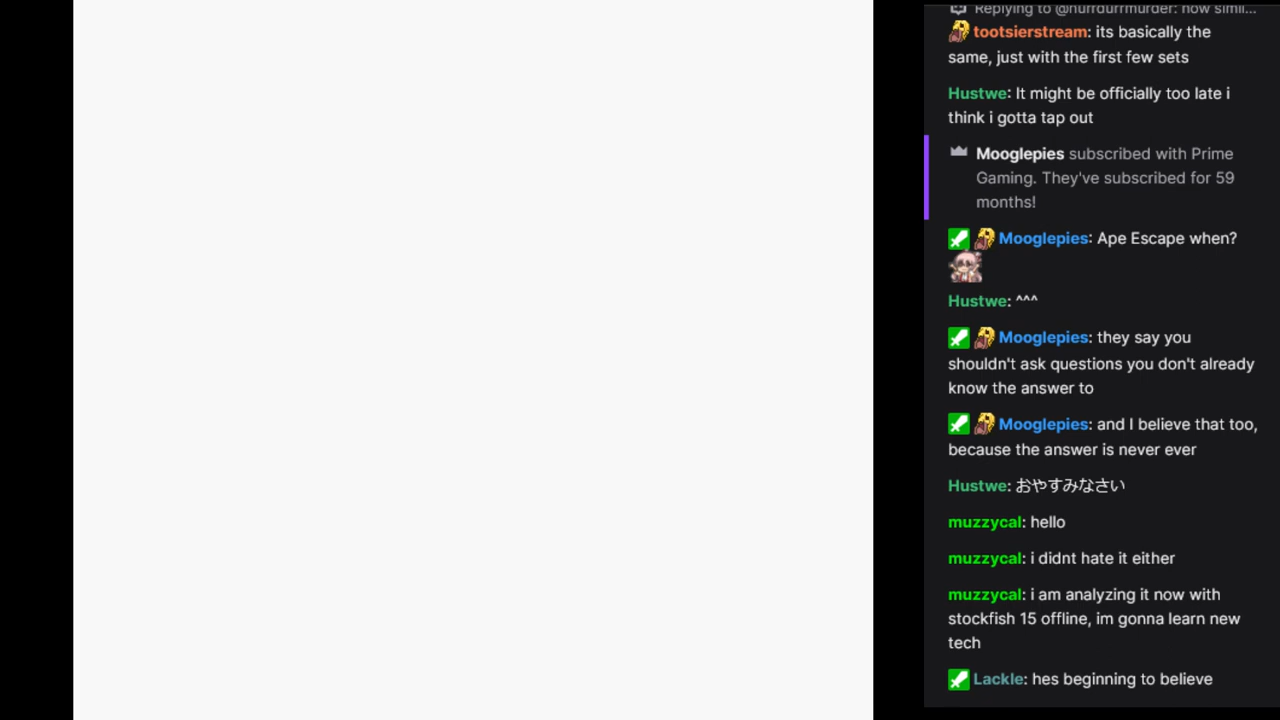 Replying to @hurrdurrmurder: how simil...
tootsierstream: its basically the
same, just with the first few sets
Hustwe: It might be officially too late i
think i gotta tap out
Mooglepies subscribed with Prime
Gaming. They've subscribed for 59
months!
Mooglepies: Ape Escape when?
Hustwe: ^^^
Mooglepies: they say you
shouldn't ask questions you don't already
know the answer to
Mooglepies: and I believe that too,
because the answer is never ever
Hustwe: おやすみなさい
muzzycal: hello
muzzycal: i didnt hate it either
muzzycal: i am analyzing it now with
stockfish 15 offline, im gonna learn new
tech
Lackle: hes beginning to believe